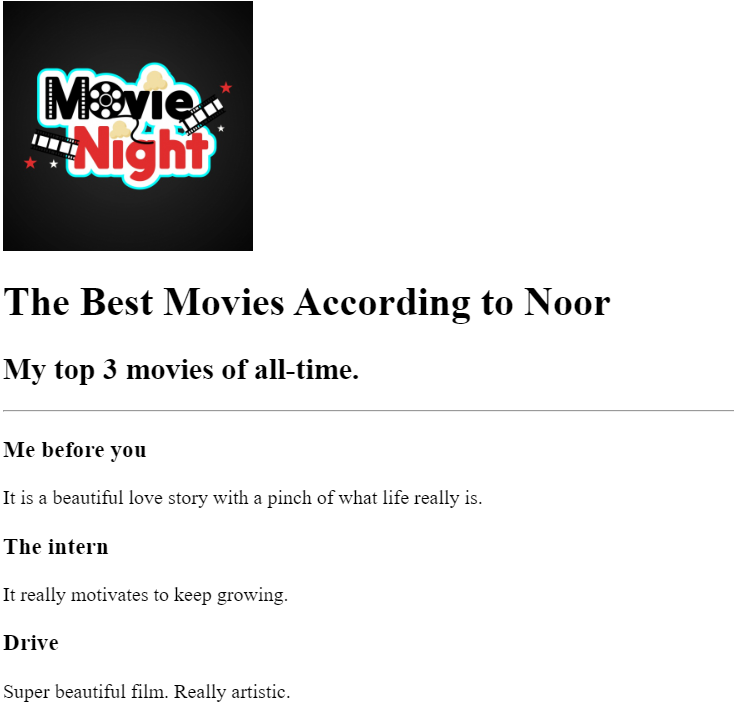 Movie
Night
The Best Movies According to Noor
My top 3 movies of all-time.
Me before you
It is a beautiful love story with a pinch of what life really is.
The intern
It really motivates to keep growing.
Drive
Super beautiful film. Really artistic.